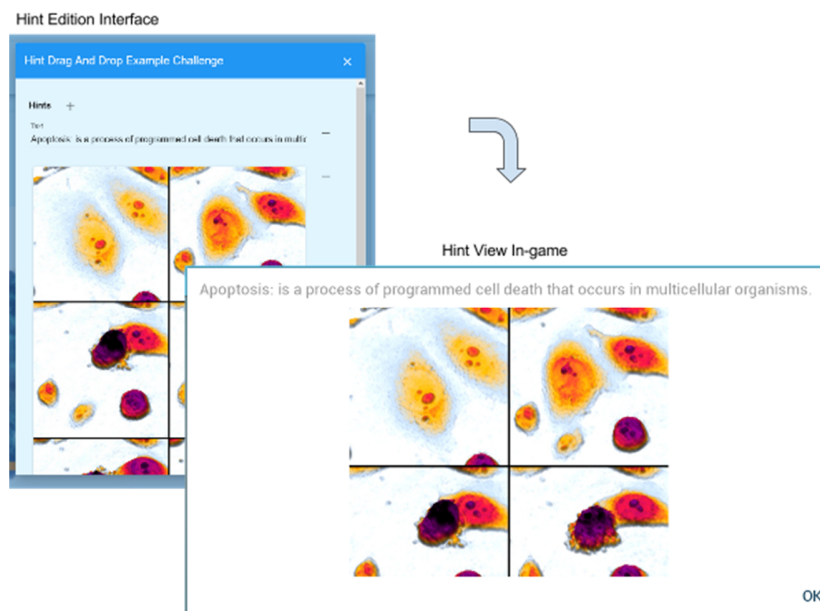 Hint Edition Interface
Hint Drag And Drop Example Challenge
Hints
Text
Apoptosis: is a process of programmed cell death that occurs in multic
Hint View In-game
Apoptosis: is a process of programmed cell death that occurs in multicellular organisms.
OK